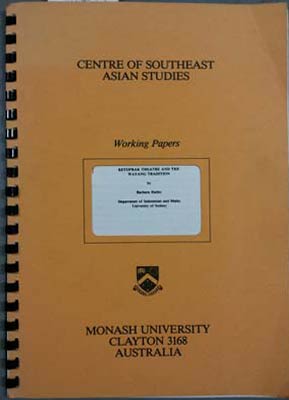 CENTRE OF SOUTHEAST
ASIAN STUDIES
Working Papers
KETOPRAK THEATRE AND THE
WAYANG TRADITION
by
Barbara Hatley
Department of Indonesian and Malay
University of Sydney
MONASH UNIVERSITY
CLAYTON 3168
AUSTRALIA